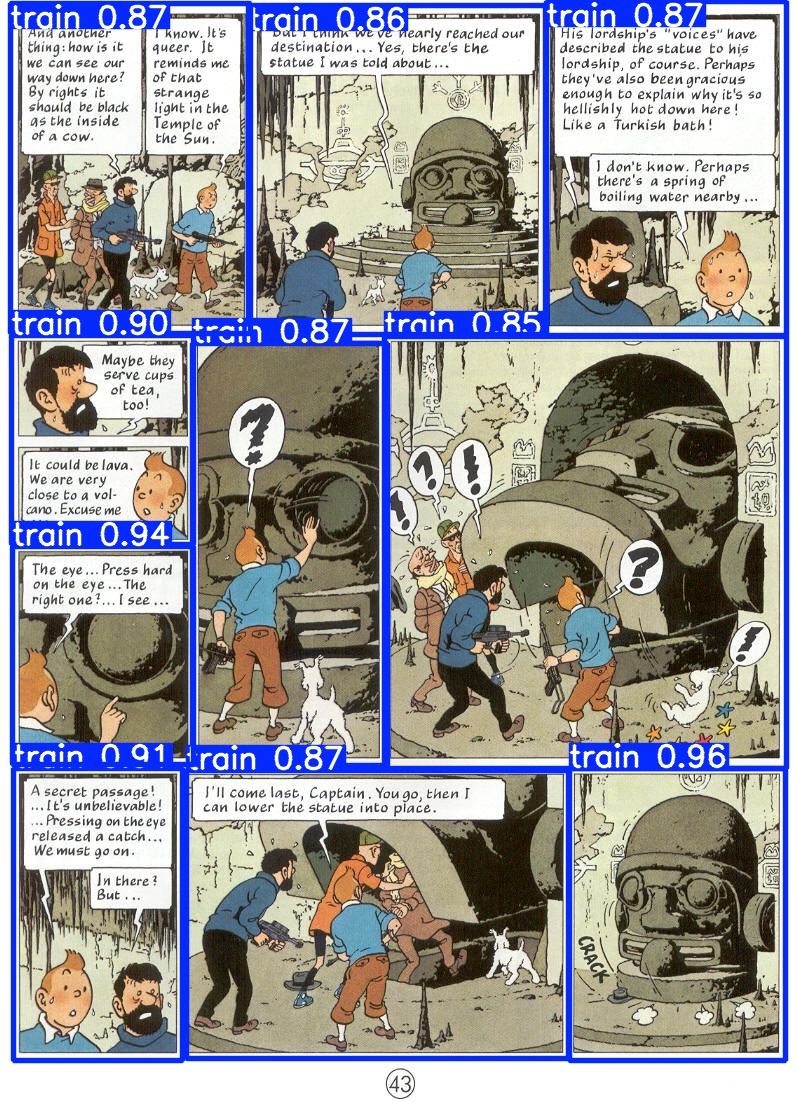 train 0.87
And another
thing: how is it
we can see our
way down here?
By rights it
should be black
as the inside
of a cow.
I know. It's
queer. It
reminds me
of that
strange
light in the
Temple of
the Sun.
train 0.86
But I think we've nearly reached our
destination... Yes, there's the
statue I was told about...
train 0.87
His lordship's "voices" have
described the statue to his
lordship, of course. Perhaps
they've also been gracious
enough to explain why it's so
hellishly hot down here!
Like a Turkish bath!
I don't know. Perhaps
there's a spring of
boiling water nearby...
train 0.90
Maybe they
serve cups
of tea,
too!
It could be lava.
We are very
close to a vol-
cano. Excuse me
train 0.94
The eye... Press hard
on the eye... The
right one?... I see...
train 0.87
?
train 0.85
!
?
!
?
!
train 0.91
A secret passage!
...It's unbelievable!
...Pressing on the eye
released a catch...
We must go on.
In there?
But...
train 0.87
I'll come last, Captain. You go, then I
can lower the statue into place.
train 0.96
CRACK
43